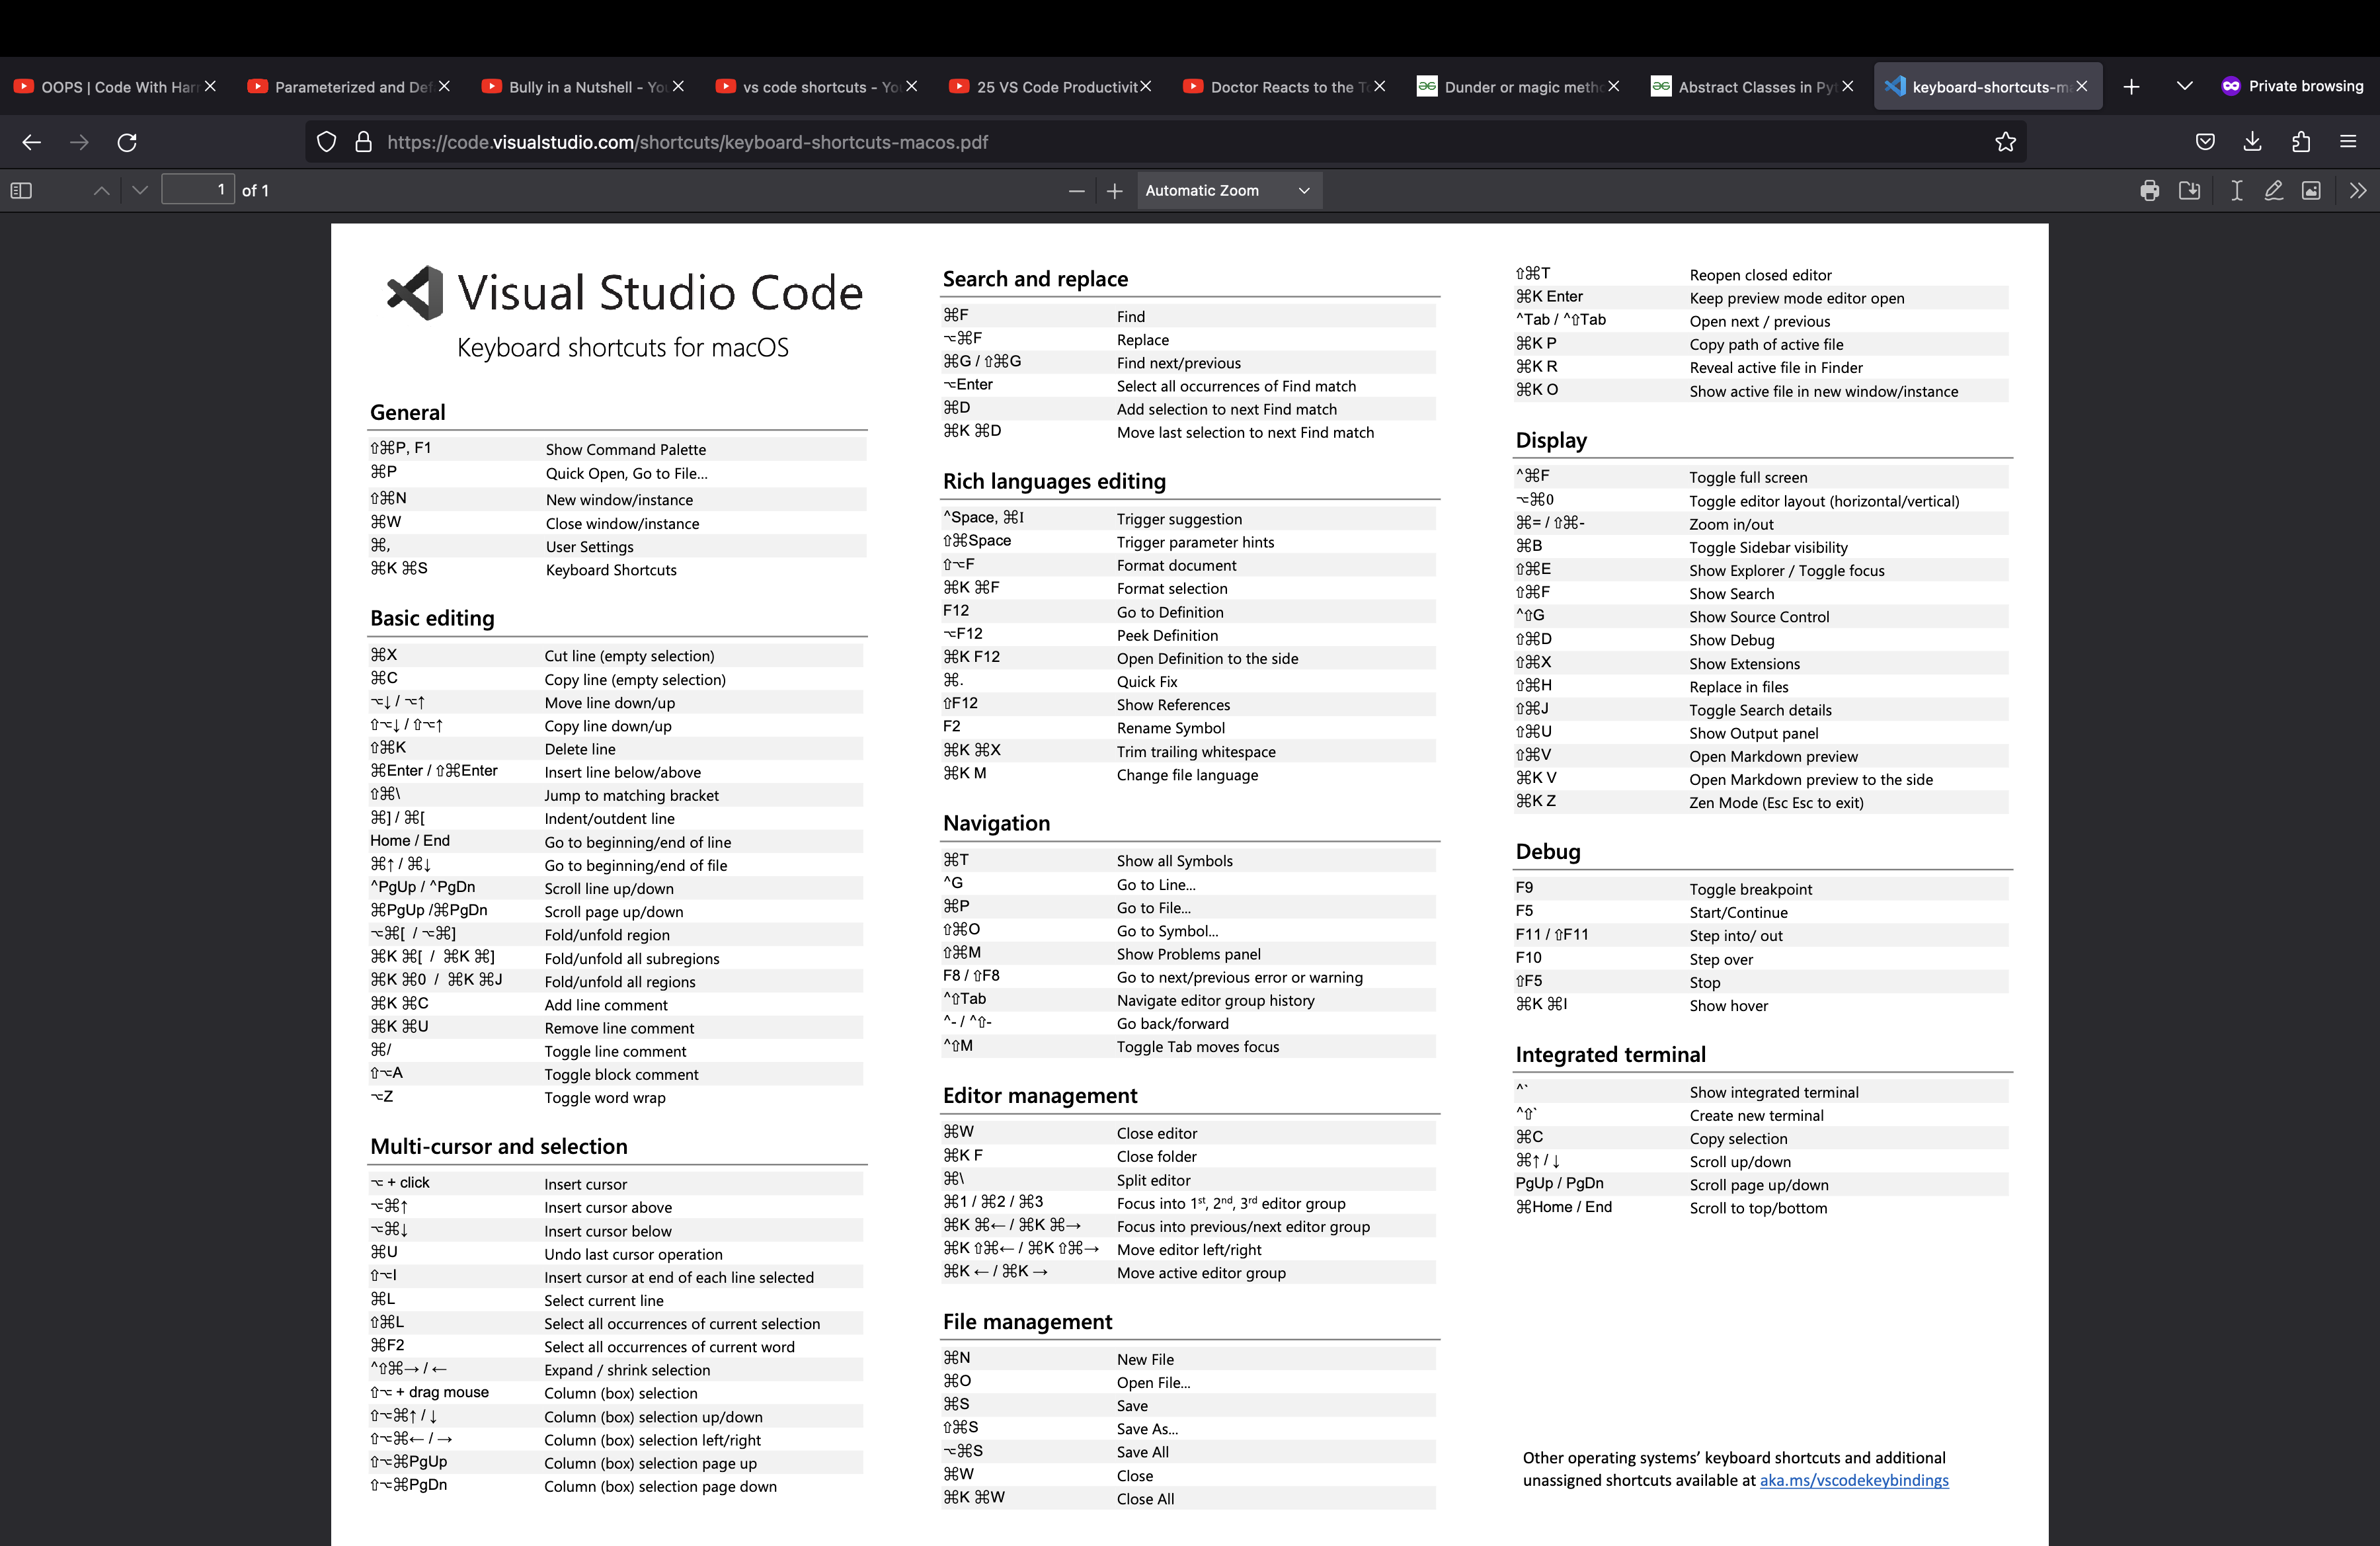 OOPS | Code With Harr
Parameterized and Def
Bully in a Nutshell - You
vs code shortcuts - You
25 VS Code Productivit
Doctor Reacts to the To
Dunder or magic metho
Abstract Classes in Pyt
keyboard-shortcuts-ma
Private browsing
https://code.visualstudio.com/shortcuts/keyboard-shortcuts-macos.pdf
1 of 1
Automatic Zoom
Visual Studio Code
Keyboard shortcuts for macOS
General
⇧⌘P, F1 Show Command Palette
⌘P Quick Open, Go to File...
⇧⌘N New window/instance
⌘W Close window/instance
⌘, User Settings
⌘K ⌘S Keyboard Shortcuts
Basic editing
⌘X Cut line (empty selection)
⌘C Copy line (empty selection)
⌥↓ / ⌥↑ Move line down/up
⇧⌥↓ / ⇧⌥↑ Copy line down/up
⇧⌘K Delete line
⌘Enter / ⇧⌘Enter Insert line below/above
⇧⌘\ Jump to matching bracket
⌘] / ⌘[ Indent/outdent line
Home / End Go to beginning/end of line
⌘↑ / ⌘↓ Go to beginning/end of file
^PgUp / ^PgDn Scroll line up/down
⌘PgUp /⌘PgDn Scroll page up/down
⌥⌘[ / ⌥⌘] Fold/unfold region
⌘K ⌘[ / ⌘K ⌘] Fold/unfold all subregions
⌘K ⌘0 / ⌘K ⌘J Fold/unfold all regions
⌘K ⌘C Add line comment
⌘K ⌘U Remove line comment
⌘/ Toggle line comment
⇧⌥A Toggle block comment
⌥Z Toggle word wrap
Multi-cursor and selection
⌥ + click Insert cursor
⌥⌘↑ Insert cursor above
⌥⌘↓ Insert cursor below
⌘U Undo last cursor operation
⇧⌥I Insert cursor at end of each line selected
⌘L Select current line
⇧⌘L Select all occurrences of current selection
⌘F2 Select all occurrences of current word
^⇧⌘→ / ← Expand / shrink selection
⇧⌥ + drag mouse Column (box) selection
⇧⌥⌘↑ / ↓ Column (box) selection up/down
⇧⌥⌘← / → Column (box) selection left/right
⇧⌥⌘PgUp Column (box) selection page up
⇧⌥⌘PgDn Column (box) selection page down
Search and replace
⌘F Find
⌥⌘F Replace
⌘G / ⇧⌘G Find next/previous
⌥Enter Select all occurrences of Find match
⌘D Add selection to next Find match
⌘K ⌘D Move last selection to next Find match
Rich languages editing
^Space, ⌘I Trigger suggestion
⇧⌘Space Trigger parameter hints
⇧⌥F Format document
⌘K ⌘F Format selection
F12 Go to Definition
⌥F12 Peek Definition
⌘K F12 Open Definition to the side
⌘. Quick Fix
⇧F12 Show References
F2 Rename Symbol
⌘K ⌘X Trim trailing whitespace
⌘K M Change file language
Navigation
⌘T Show all Symbols
^G Go to Line...
⌘P Go to File...
⇧⌘O Go to Symbol...
⇧⌘M Show Problems panel
F8 / ⇧F8 Go to next/previous error or warning
^⇧Tab Navigate editor group history
^- / ^⇧- Go back/forward
^⇧M Toggle Tab moves focus
Editor management
⌘W Close editor
⌘K F Close folder
⌘\ Split editor
⌘1 / ⌘2 / ⌘3 Focus into 1st, 2nd, 3rd editor group
⌘K ⌘← / ⌘K ⌘→ Focus into previous/next editor group
⌘K ⇧⌘← / ⌘K ⇧⌘→ Move editor left/right
⌘K ← / ⌘K → Move active editor group
File management
⌘N New File
⌘O Open File...
⌘S Save
⇧⌘S Save As...
⌥⌘S Save All
⌘W Close
⌘K ⌘W Close All
⇧⌘T Reopen closed editor
⌘K Enter Keep preview mode editor open
^Tab / ^⇧Tab Open next / previous
⌘K P Copy path of active file
⌘K R Reveal active file in Finder
⌘K O Show active file in new window/instance
Display
^⌘F Toggle full screen
⌥⌘0 Toggle editor layout (horizontal/vertical)
⌘= / ⇧⌘- Zoom in/out
⌘B Toggle Sidebar visibility
⇧⌘E Show Explorer / Toggle focus
⇧⌘F Show Search
^⇧G Show Source Control
⇧⌘D Show Debug
⇧⌘X Show Extensions
⇧⌘H Replace in files
⇧⌘J Toggle Search details
⇧⌘U Show Output panel
⇧⌘V Open Markdown preview
⌘K V Open Markdown preview to the side
⌘K Z Zen Mode (Esc Esc to exit)
Debug
F9 Toggle breakpoint
F5 Start/Continue
F11 / ⇧F11 Step into/ out
F10 Step over
⇧F5 Stop
⌘K ⌘I Show hover
Integrated terminal
^` Show integrated terminal
^⇧` Create new terminal
⌘C Copy selection
⌘↑ / ↓ Scroll up/down
PgUp / PgDn Scroll page up/down
⌘Home / End Scroll to top/bottom
Other operating systems’ keyboard shortcuts and additional
unassigned shortcuts available at aka.ms/vscodekeybindings